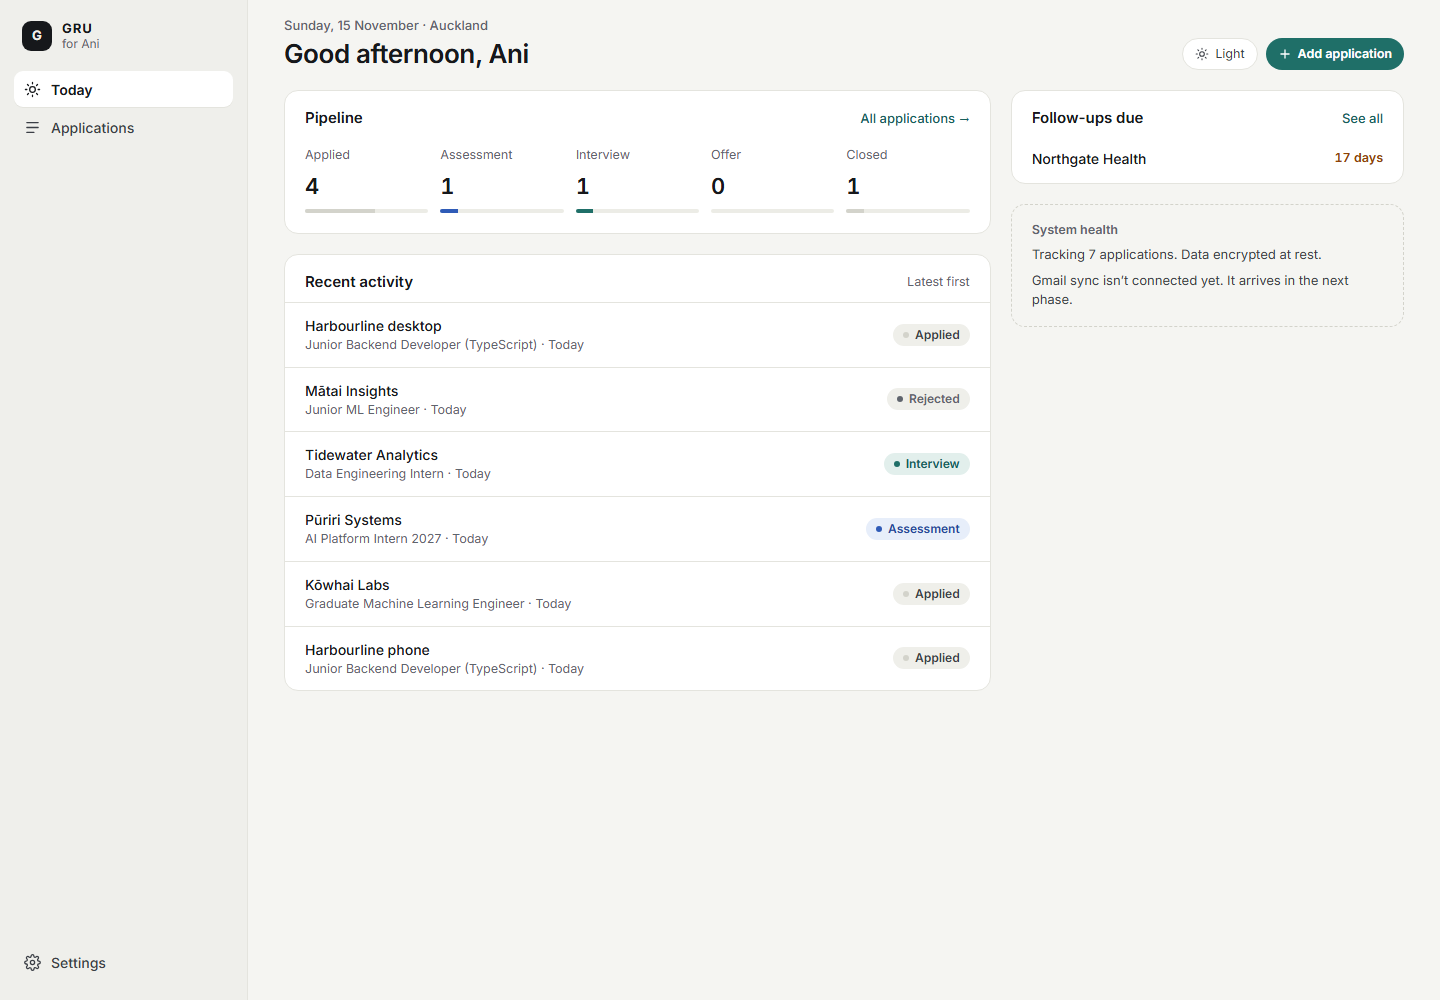 G
GRU
for Ani
Today
Applications
Settings
Sunday, 15 November · Auckland
Good afternoon, Ani
Light
+ Add application
Pipeline
All applications →
Applied
Assessment
Interview
Offer
Closed
4
1
1
0
1
Recent activity
Latest first
Harbourline desktop
Junior Backend Developer (TypeScript) · Today
Applied
Mātai Insights
Junior ML Engineer · Today
Rejected
Tidewater Analytics
Data Engineering Intern · Today
Interview
Pūriri Systems
AI Platform Intern 2027 · Today
Assessment
Kōwhai Labs
Graduate Machine Learning Engineer · Today
Applied
Harbourline phone
Junior Backend Developer (TypeScript) · Today
Applied
Follow-ups due
See all
Northgate Health
17 days
System health
Tracking 7 applications. Data encrypted at rest.
Gmail sync isn’t connected yet. It arrives in the next
phase.